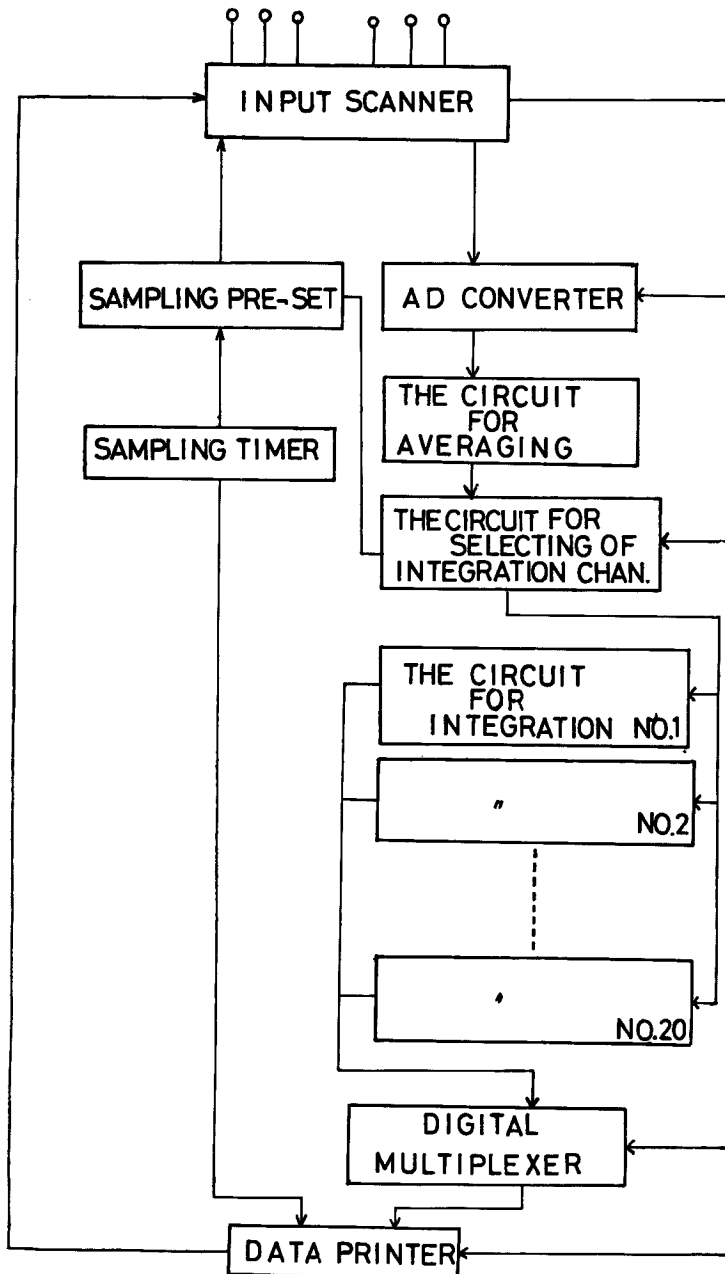 INPUT SCANNER
SAMPLING PRE-SET
AD CONVERTER
THE CIRCUIT
FOR
AVERAGING
SAMPLING TIMER
THE CIRCUIT FOR
SELECTING OF
INTEGRATION CHAN.
THE CIRCUIT
FOR
INTEGRATION NO.1
〃
NO.2
〃
NO.20
DIGITAL
MULTIPLEXER
DATA PRINTER